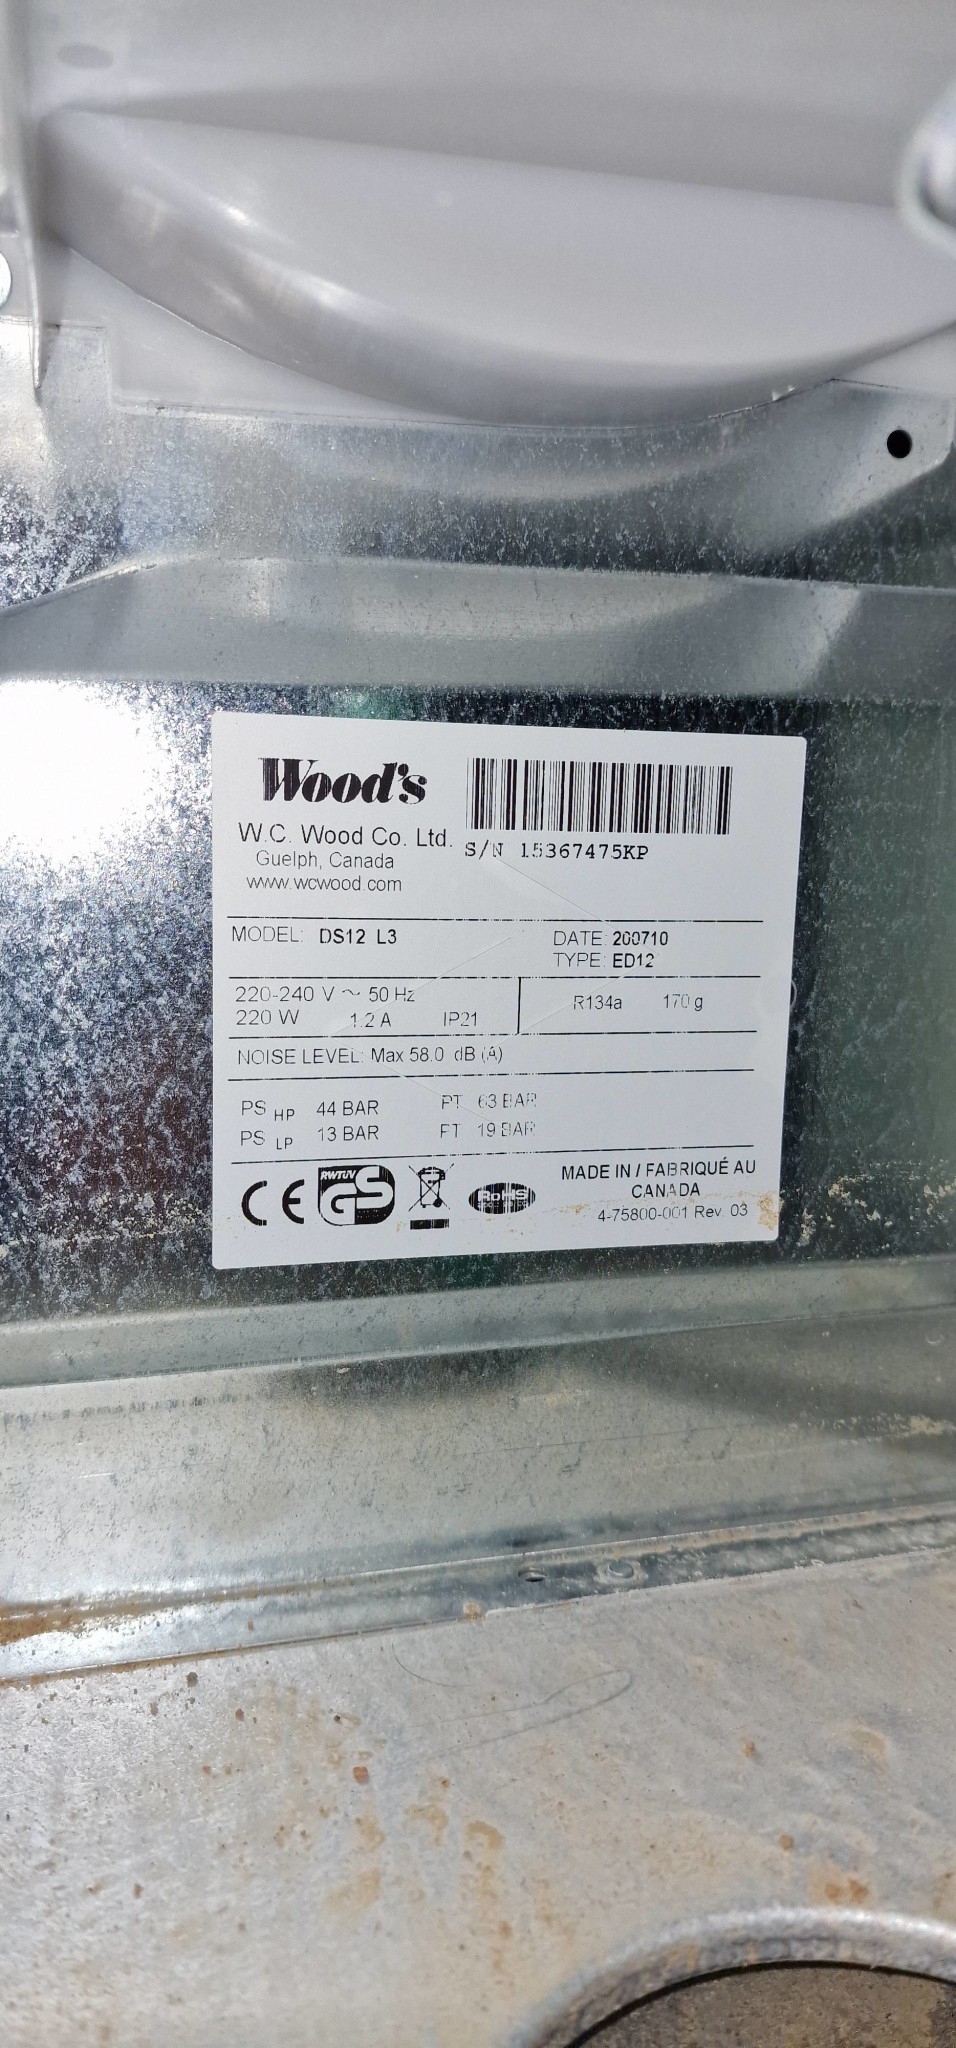 Wood's
W.C. Wood Co. Ltd.
Guelph, Canada
www.wcwood.com
S/N 15367475KP
MODEL: DS12 L3
DATE: 200710
TYPE: ED12
220-240 V ~ 50 Hz
220 W 1.2 A IP21
R134a 170 g
NOISE LEVEL: Max 58.0 dB (A)
PS HP 44 BAR PT 63 BAR
PS LP 13 BAR PT 19 BAR
CE
RWTÜV
GS
RoHS
MADE IN / FABRIQUÉ AU
CANADA
4-75800-001 Rev. 03